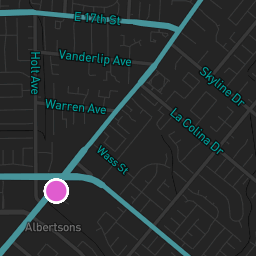 E 17th St
Vanderlip Ave
Holt Ave
Skyline Dr
Warren Ave
La Colina Dr
Wass St
Albertsons